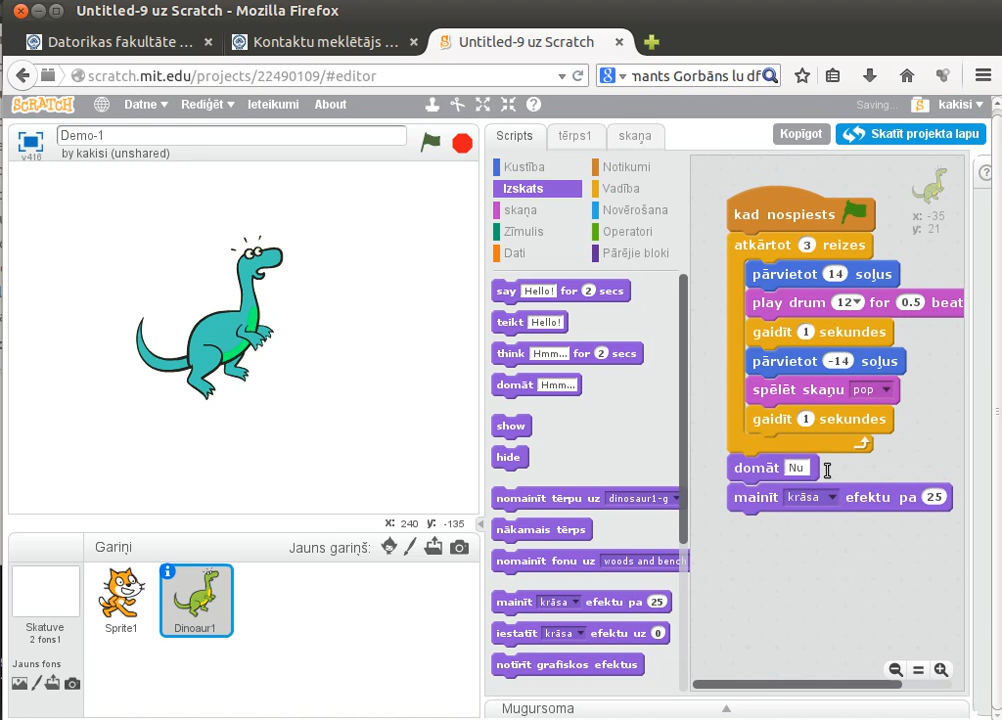 Untitled-9 uz Scratch - Mozilla Firefox
Datorikas fakultāte ...
Kontaktu meklētājs ...
Untitled-9 uz Scratch
scratch.mit.edu/projects/22490109/#editor
mants Gorbāns lu df
SCRATCH
Datne
Rediģēt
Ieteikumi
About
Saving...
kakisi
v416
Demo-1
by kakisi (unshared)
Scripts
tērps1
skaņa
Kopīgot
Skatīt projekta lapu
Kustība
Notikumi
Izskats
Vadība
skaņa
Novērošana
Zīmulis
Operatori
Dati
Pārējie bloki
say Hello! for 2 secs
teikt Hello!
think Hmm... for 2 secs
domāt Hmm...
show
hide
nomainīt tērpu uz dinosaur1-g
nākamais tērps
nomainīt fonu uz woods and bench
mainīt krāsa efektu pa 25
iestatīt krāsa efektu uz 0
notīrīt grafiskos efektus
x: -35
y: 21
kad nospiests
atkārtot 3 reizes
pārvietot 14 soļus
play drum 12 for 0.5 beat
gaidīt 1 sekundes
pārvietot -14 soļus
spēlēt skaņu pop
gaidīt 1 sekundes
domāt Nu
mainīt krāsa efektu pa 25
x: 240 y: -135
Gariņi
Jauns gariņš:
Skatuve
2 fons1
Jauns fons
Sprite1
Dinoaur1
Mugursoma